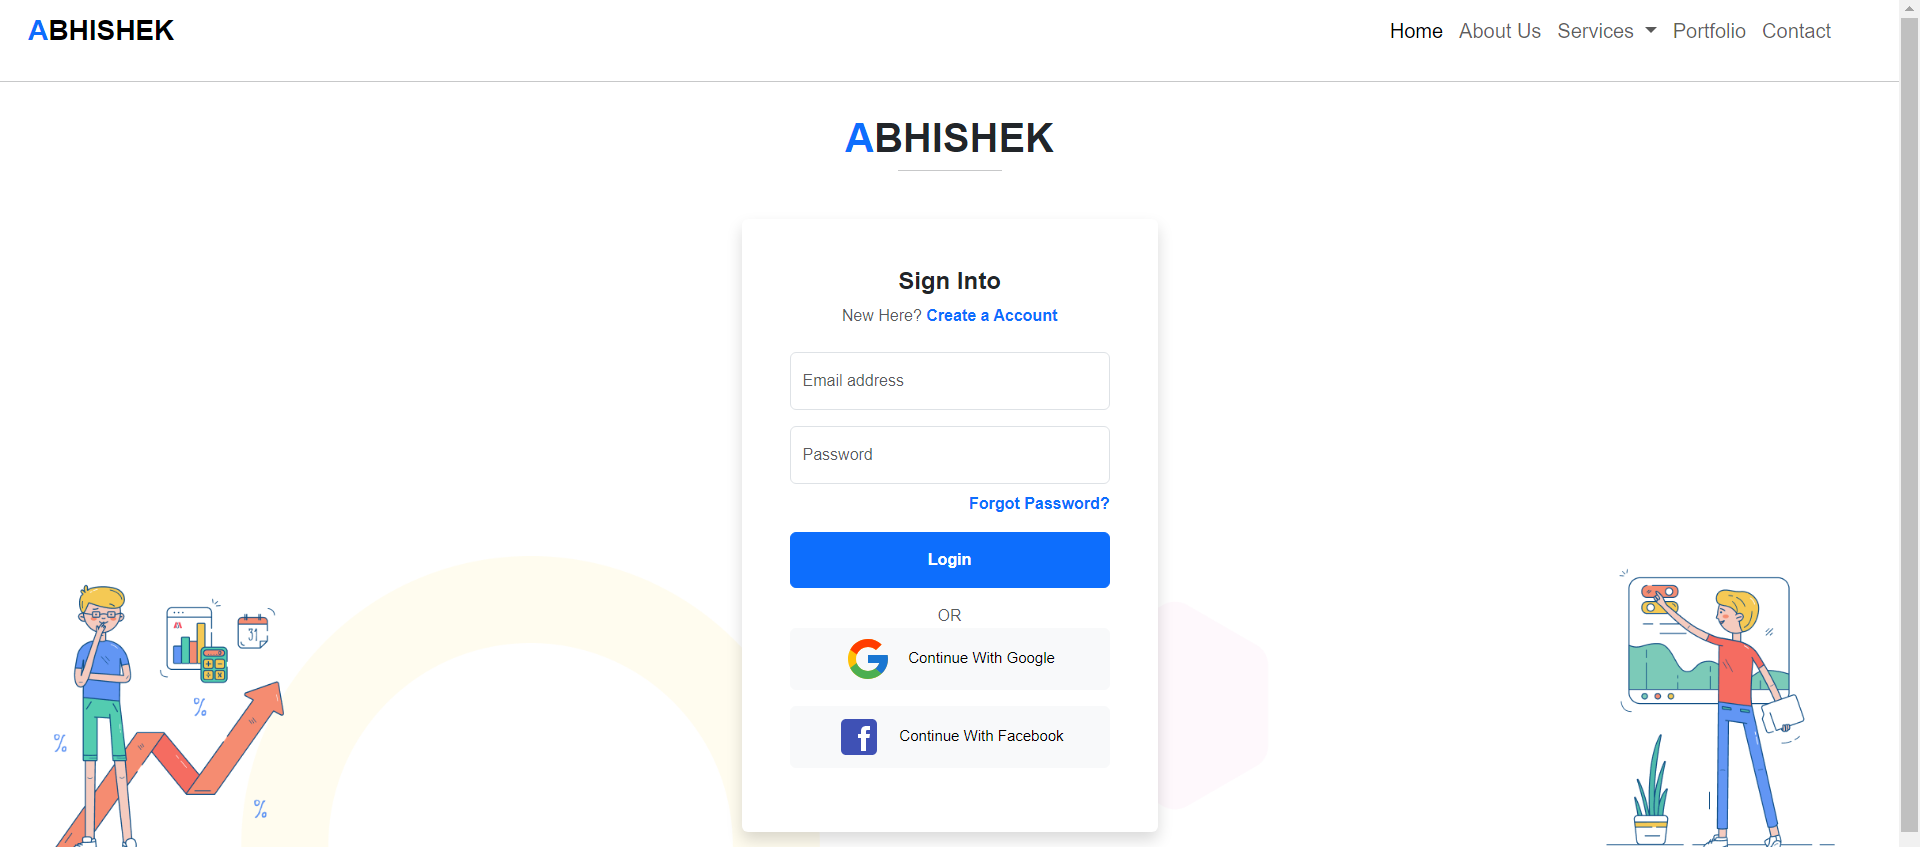 ABHISHEK
Home About Us Services Portfolio Contact
ABHISHEK
Sign Into
New Here? Create a Account
Email address
Password
Forgot Password?
Login
OR
Continue With Google
Continue With Facebook
31
%
%
%